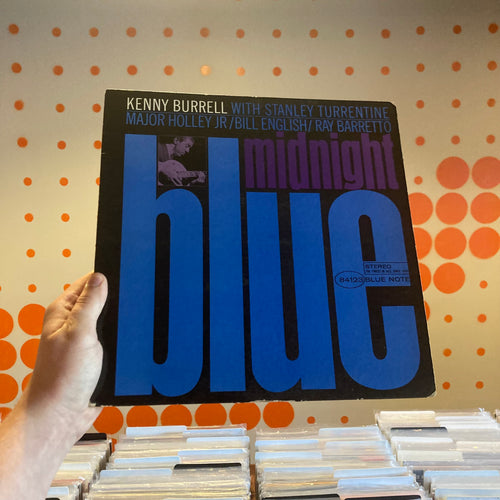 KENNY BURRELL WITH STANLEY TURRENTINE
MAJOR HOLLEY JR/BILL ENGLISH/RAY BARRETTO
midnight
blue
STEREO
84123 BLUE NOTE